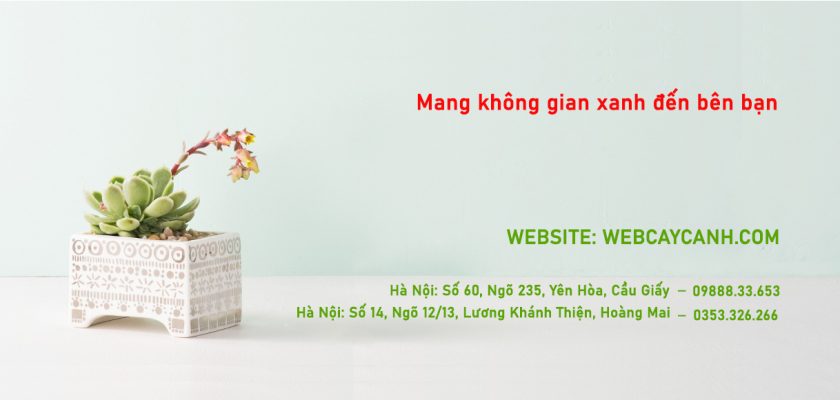 Mang không gian xanh đến bên bạn
WEBSITE: WEBCAYCANH.COM
Hà Nội: Số 60, Ngõ 235, Yên Hòa, Cầu Giấy – 09888.33.653
Hà Nội: Số 14, Ngõ 12/13, Lương Khánh Thiện, Hoàng Mai – 0353.326.266